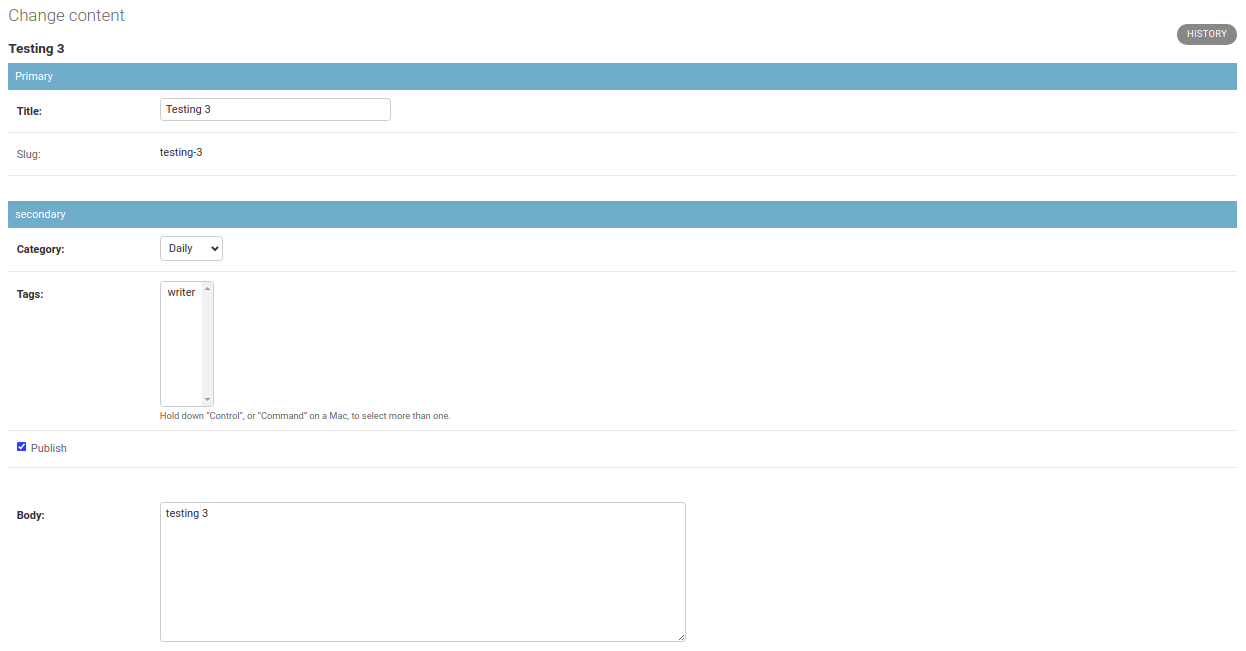 Change content
HISTORY
Testing 3
Primary
Title: Testing 3
Slug: testing-3
secondary
Category: Daily
Tags: writer
Hold down “Control”, or “Command” on a Mac, to select more than one.
Publish
Body: testing 3